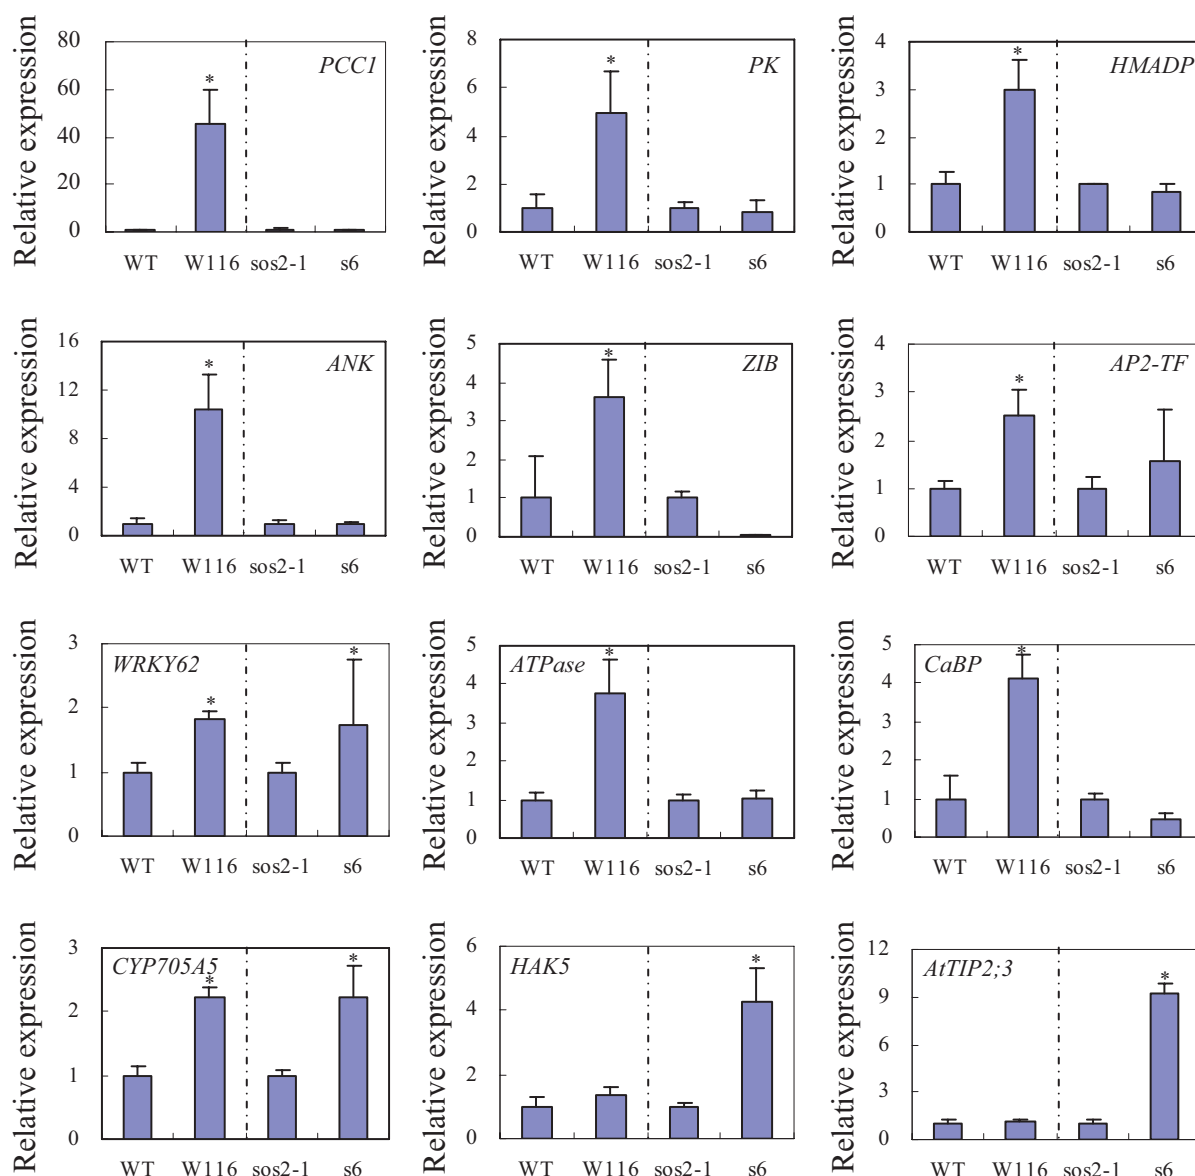 Relative expression
80
60
40
20
0
PCC1
*
WT W116 sos2-1 s6
Relative expression
8
6
4
2
0
PK
*
WT W116 sos2-1 s6
Relative expression
4
3
2
1
0
HMADP
*
WT W116 sos2-1 s6
Relative expression
16
12
8
4
0
ANK
*
WT W116 sos2-1 s6
Relative expression
5
4
3
2
1
0
ZIB
*
WT W116 sos2-1 s6
Relative expression
4
3
2
1
0
AP2-TF
*
WT W116 sos2-1 s6
Relative expression
3
2
1
0
WRKY62
* *
WT W116 sos2-1 s6
Relative expression
5
4
3
2
1
0
ATPase
*
WT W116 sos2-1 s6
Relative expression
5
4
3
2
1
0
CaBP
*
WT W116 sos2-1 s6
Relative expression
3
2
1
0
CYP705A5
* *
WT W116 sos2-1 s6
Relative expression
6
4
2
0
HAK5
*
WT W116 sos2-1 s6
Relative expression
12
9
6
3
0
AtTIP2;3
*
WT W116 sos2-1 s6